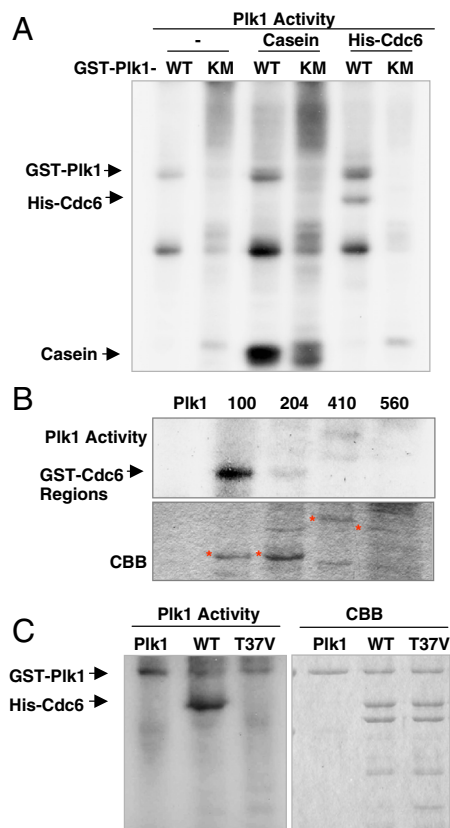 A
Plk1 Activity
- Casein His-Cdc6
GST-Plk1- WT KM WT KM WT KM
GST-Plk1
His-Cdc6
Casein
B
Plk1 100 204 410 560
Plk1 Activity
GST-Cdc6
Regions
* * * *
CBB
C
Plk1 Activity CBB
Plk1 WT T37V Plk1 WT T37V
GST-Plk1
His-Cdc6